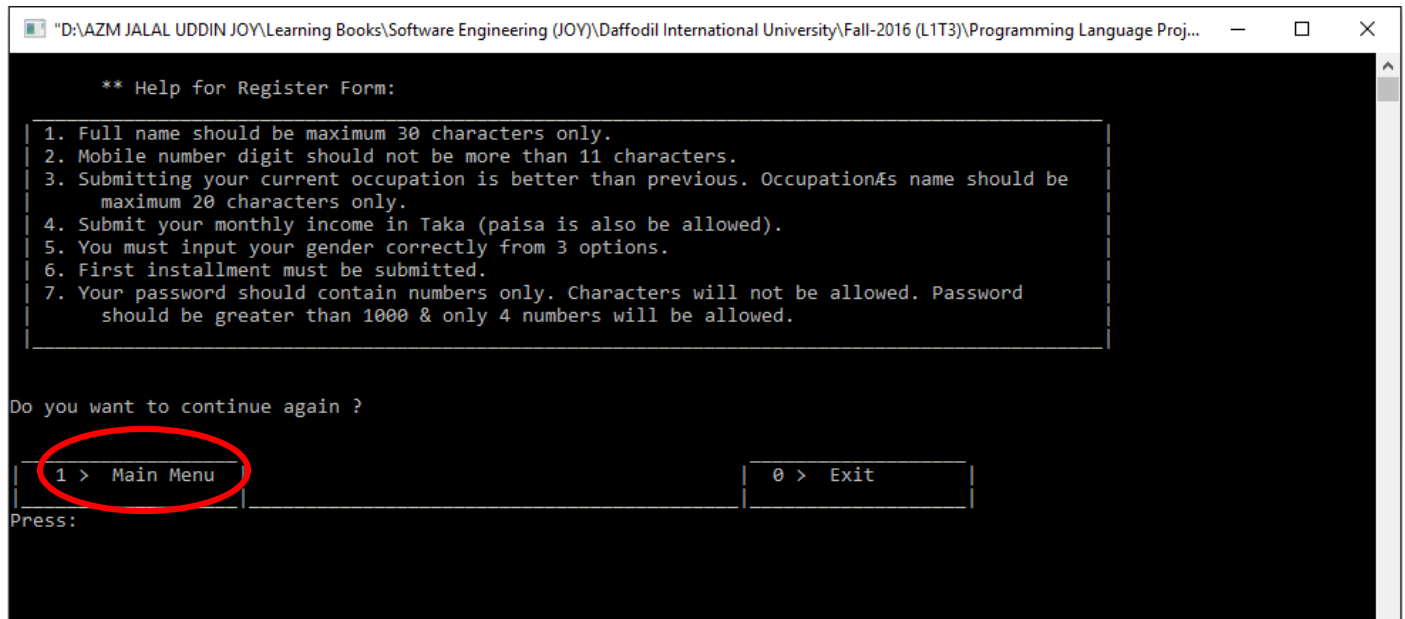 "D:\AZM JALAL UDDIN JOY\Learning Books\Software Engineering (JOY)\Daffodil International University\Fall-2016 (L1T3)\Programming Language Proj...
** Help for Register Form:
1. Full name should be maximum 30 characters only.
2. Mobile number digit should not be more than 11 characters.
3. Submitting your current occupation is better than previous. OccupationÆs name should be
maximum 20 characters only.
4. Submit your monthly income in Taka (paisa is also be allowed).
5. You must input your gender correctly from 3 options.
6. First installment must be submitted.
7. Your password should contain numbers only. Characters will not be allowed. Password
should be greater than 1000 & only 4 numbers will be allowed.
Do you want to continue again ?
1 > Main Menu
0 > Exit
Press: